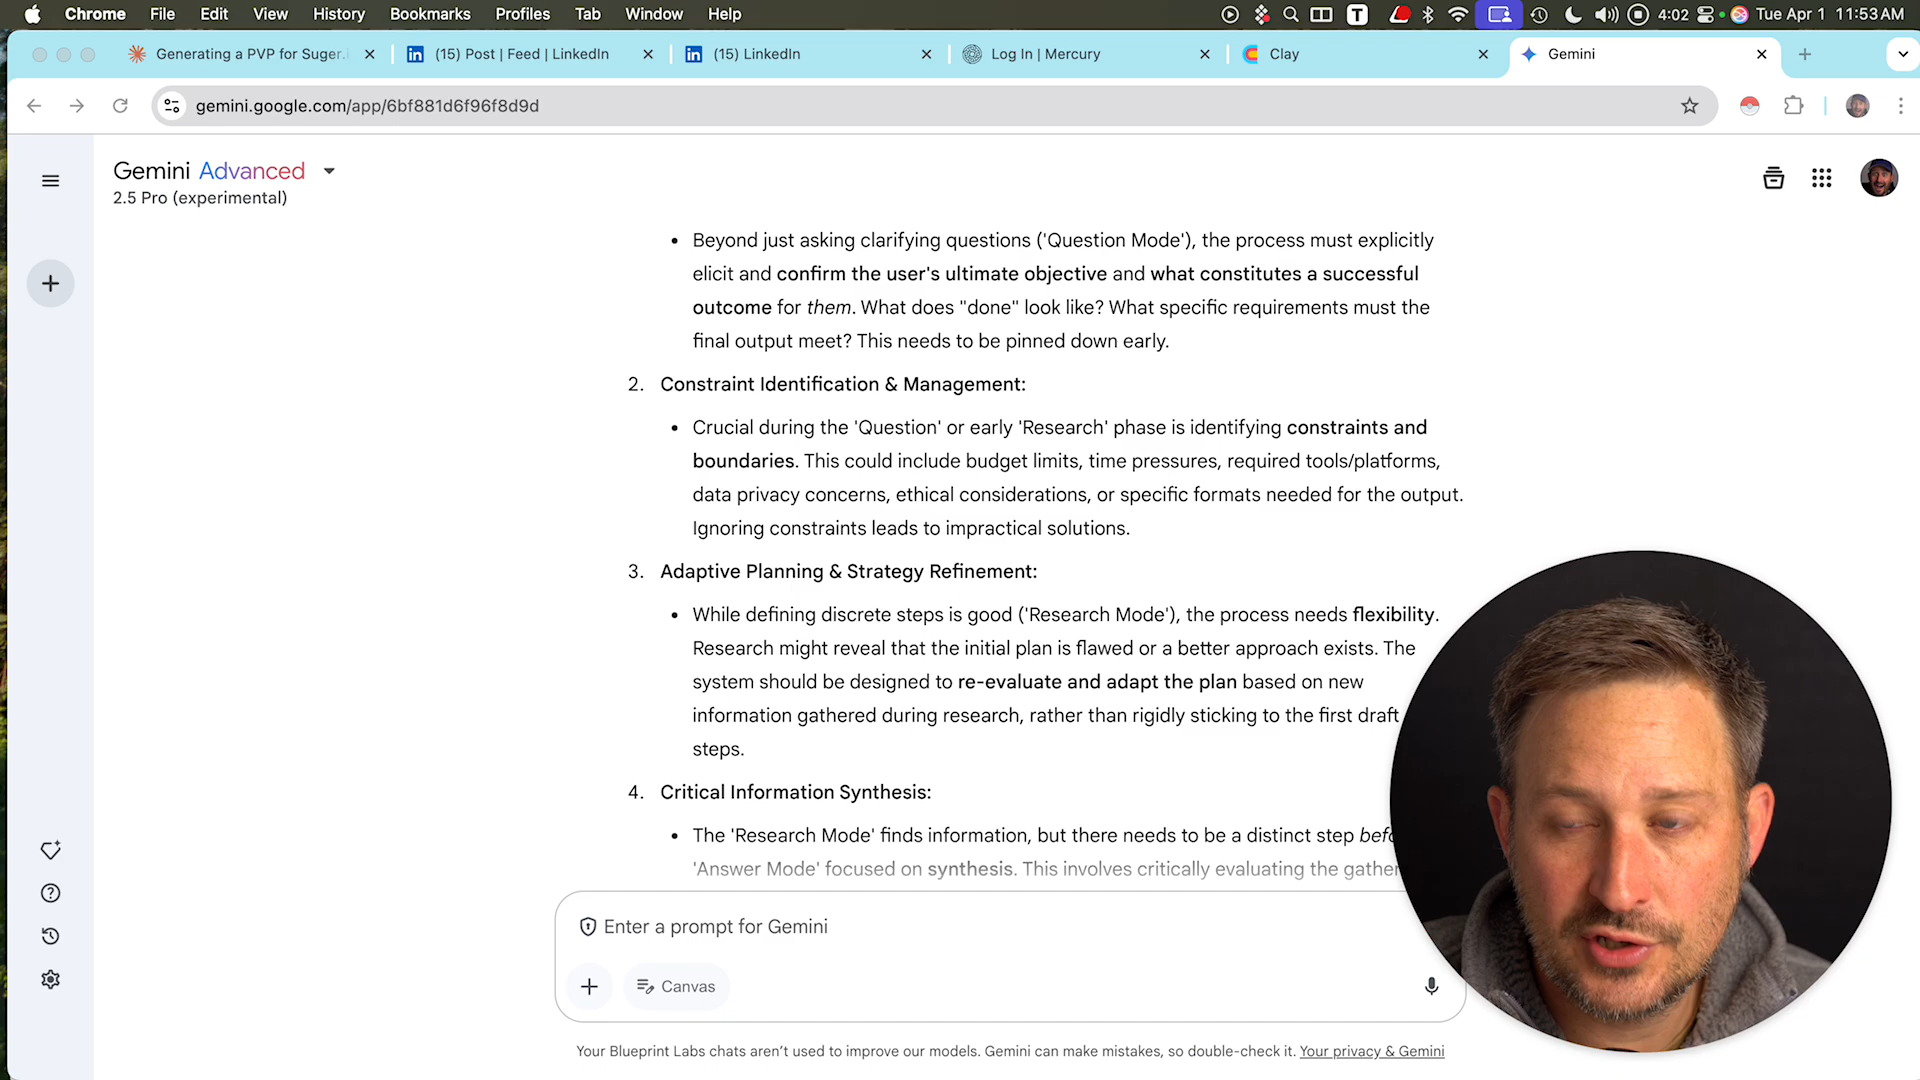 Chrome File Edit View History Bookmarks Profiles Tab Window Help T 4:02 Tue Apr 1 11:53 AM
Generating a PVP for Suger.i (15) Post | Feed | LinkedIn (15) LinkedIn Log In | Mercury Clay Gemini
gemini.google.com/app/6bf881d6f96f8d9d
Gemini Advanced
2.5 Pro (experimental)
• Beyond just asking clarifying questions ('Question Mode'), the process must explicitly
elicit and confirm the user's ultimate objective and what constitutes a successful
outcome for them. What does "done" look like? What specific requirements must the
final output meet? This needs to be pinned down early.
2. Constraint Identification & Management:
• Crucial during the 'Question' or early 'Research' phase is identifying constraints and
boundaries. This could include budget limits, time pressures, required tools/platforms,
data privacy concerns, ethical considerations, or specific formats needed for the output.
Ignoring constraints leads to impractical solutions.
3. Adaptive Planning & Strategy Refinement:
• While defining discrete steps is good ('Research Mode'), the process needs flexibility.
Research might reveal that the initial plan is flawed or a better approach exists. The
system should be designed to re-evaluate and adapt the plan based on new
information gathered during research, rather than rigidly sticking to the first draft
steps.
4. Critical Information Synthesis:
• The 'Research Mode' finds information, but there needs to be a distinct step
'Answer Mode' focused on synthesis. This involves critically evaluating the
Enter a prompt for Gemini
Canvas
Your Blueprint Labs chats aren't used to improve our models. Gemini can make mistakes, so double-check it. Your privacy & Gemini